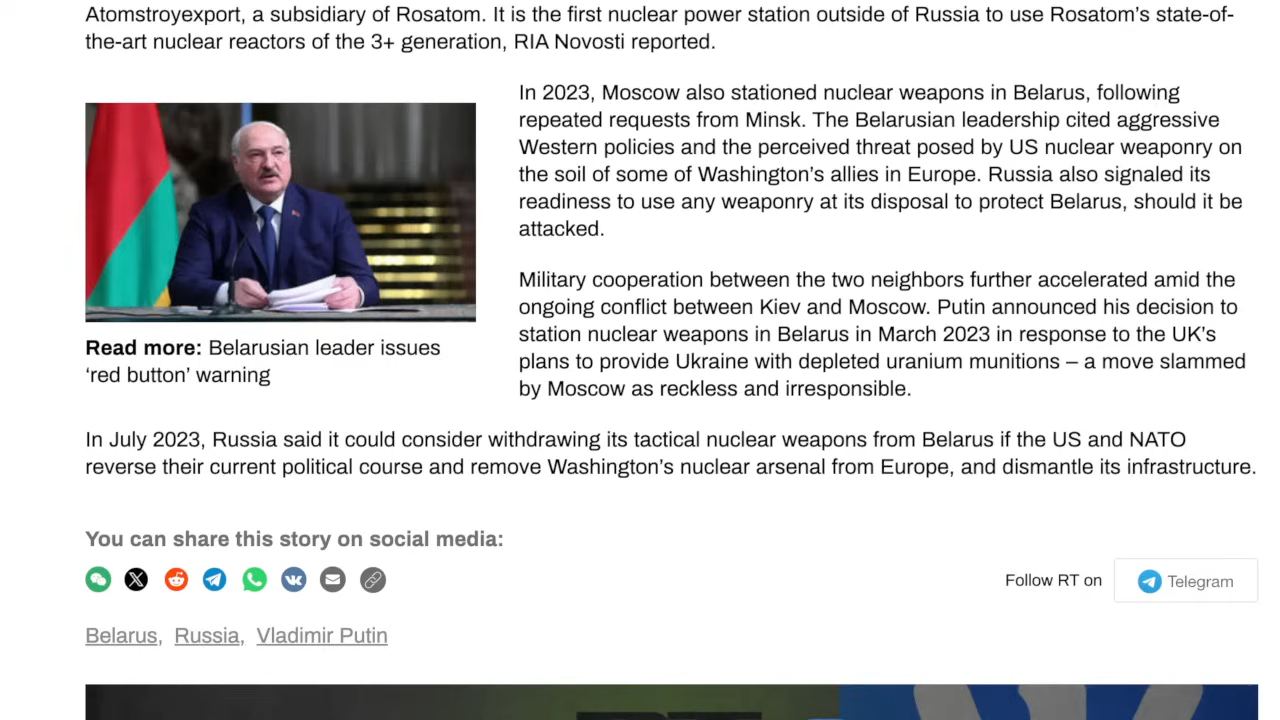 Atomstroyexport, a subsidiary of Rosatom. It is the first nuclear power station outside of Russia to use Rosatom’s state-of-
the-art nuclear reactors of the 3+ generation, RIA Novosti reported.
In 2023, Moscow also stationed nuclear weapons in Belarus, following
repeated requests from Minsk. The Belarusian leadership cited aggressive
Western policies and the perceived threat posed by US nuclear weaponry on
the soil of some of Washington’s allies in Europe. Russia also signaled its
readiness to use any weaponry at its disposal to protect Belarus, should it be
attacked.
Read more: Belarusian leader issues
‘red button’ warning
Military cooperation between the two neighbors further accelerated amid the
ongoing conflict between Kiev and Moscow. Putin announced his decision to
station nuclear weapons in Belarus in March 2023 in response to the UK’s
plans to provide Ukraine with depleted uranium munitions – a move slammed
by Moscow as reckless and irresponsible.
In July 2023, Russia said it could consider withdrawing its tactical nuclear weapons from Belarus if the US and NATO
reverse their current political course and remove Washington’s nuclear arsenal from Europe, and dismantle its infrastructure.
You can share this story on social media:
Follow RT on Telegram
Belarus, Russia, Vladimir Putin